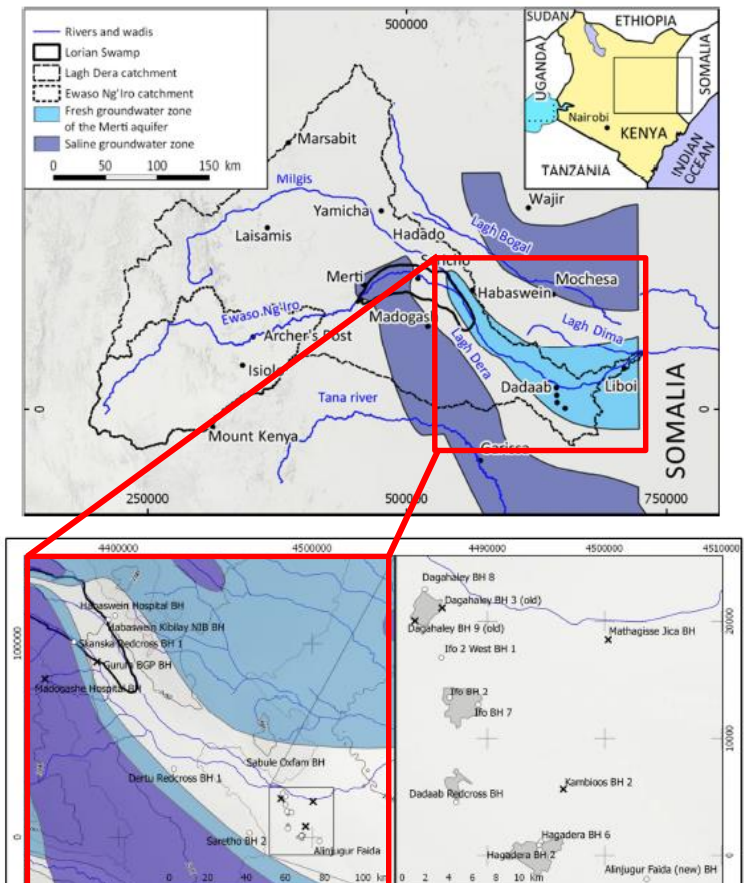 500000
Rivers and wadis
Lorian Swamp
Lagh Dera catchment
Ewaso Ng'Iro catchment
Fresh groundwater zone
of the Merti aquifer
Saline groundwater zone
0 50 100 150 km
SUDAN
ETHIOPIA
UGANDA
SOMALIA
Nairobi
KENYA
TANZANIA
INDIAN
OCEAN
Marsabit
Milgis
Yamicha
Laisamis
Hadado
Wajir
Lagh Bogal
Merti
Habaswein
Mochesa
Ewaso Ng'Iro
Lagh Dima
Archer's Post
Lagh Dera
Dadaab
Liboi
Tana river
Mount Kenya
SOMALIA
0
0
250000
500000
750000
4400000
4500000
100000
0
Habaswein Hospital BH
Habaswein Kibilay NIB BH
Skanska Redcross BH 1
BGP BH
Madogashe Hospital BH
Sabule Oxfam BH
Dertu Redcross BH 1
Saretho BH 2
Alinjugur Faida
0 20 40 60 80 100 km
4490000
4500000
4510000
20000
10000
0
Dagahaley BH 8
Dagahaley BH 3 (old)
Dagahaley BH 9 (old)
Mathagisse Jica BH
Ifo 2 West BH 1
Ifo BH 2
Ifo BH 7
Dadaab Redcross BH
Kambioos BH 2
Hagadera BH 6
Hagadera BH 2
Alinjugur Faida (new) BH
0 2 4 6 8 10 km